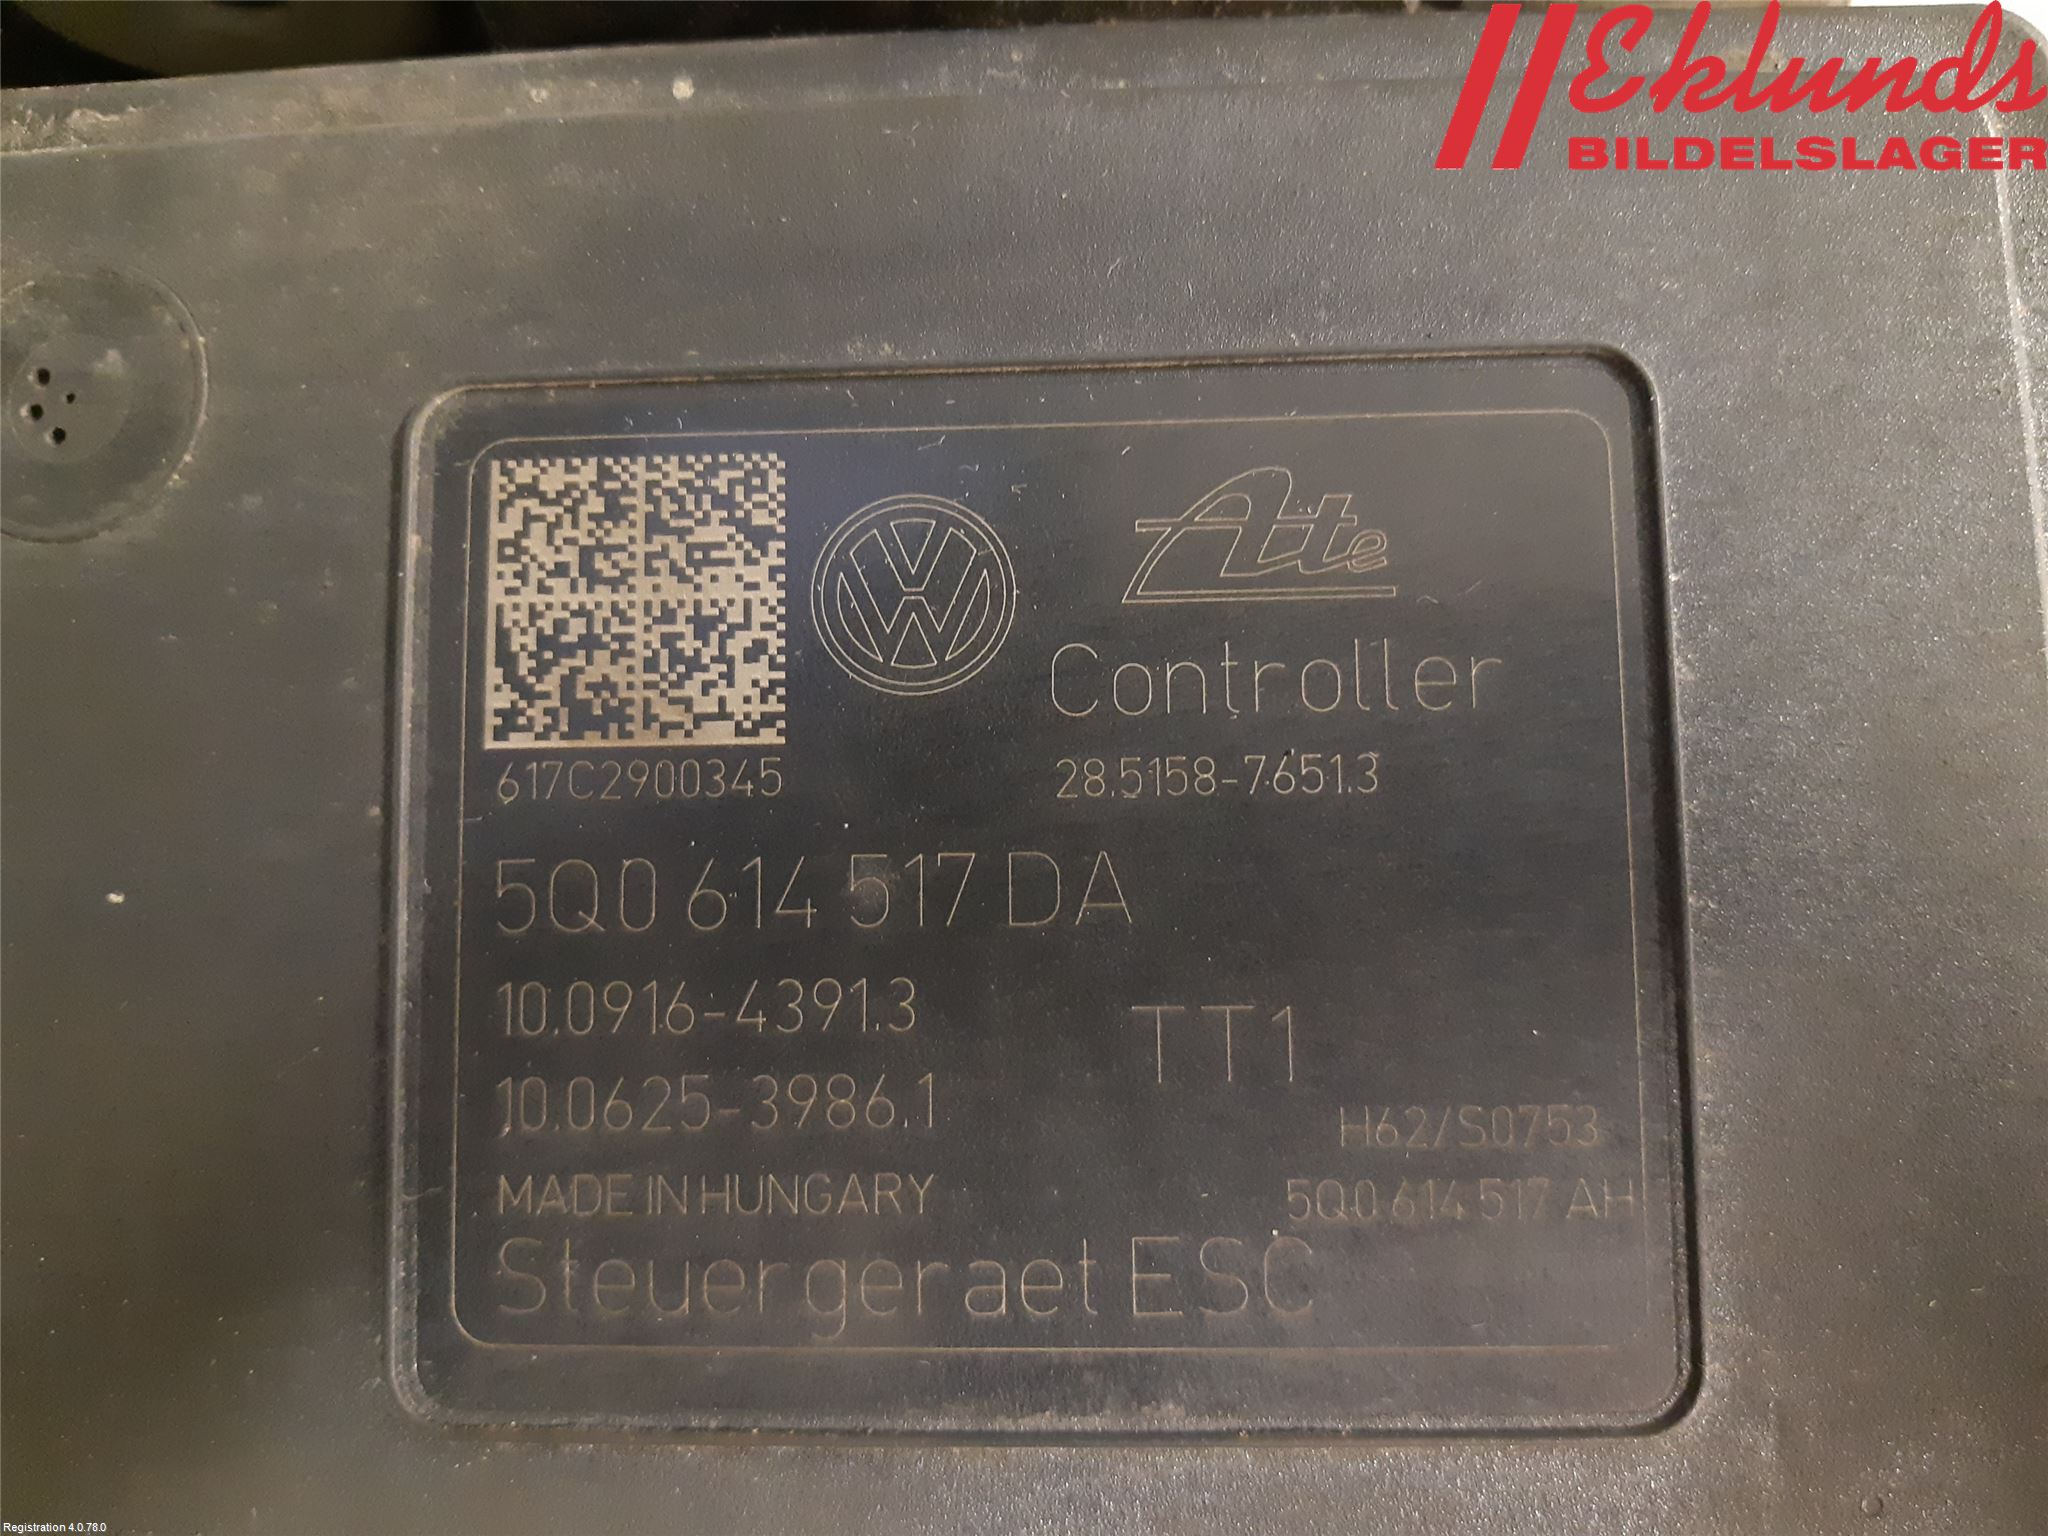 Eklunds
BILDELSLAGER
Ate
Controller
617C2900345
28.5158-7651.3
5Q0 614 517 DA
10.0916-4391.3
TT1
10.0625-3986.1
H62/S0753
MADE IN HUNGARY
5Q0 614 517 AH
Steuergeraet ESC
Registration 4.0.78.0